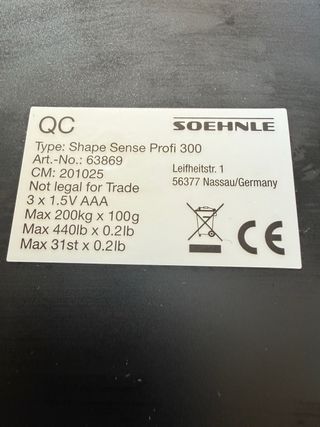 QC
SOEHNLE
Type: Shape Sense Profi 300
Art.-No.: 63869
CM: 201025
Not legal for Trade
3 x 1.5V AAA
Max 200kg x 100g
Max 440lb x 0.2lb
Max 31st x 0.2lb
Leifheitstr. 1
56377 Nassau/Germany
CE